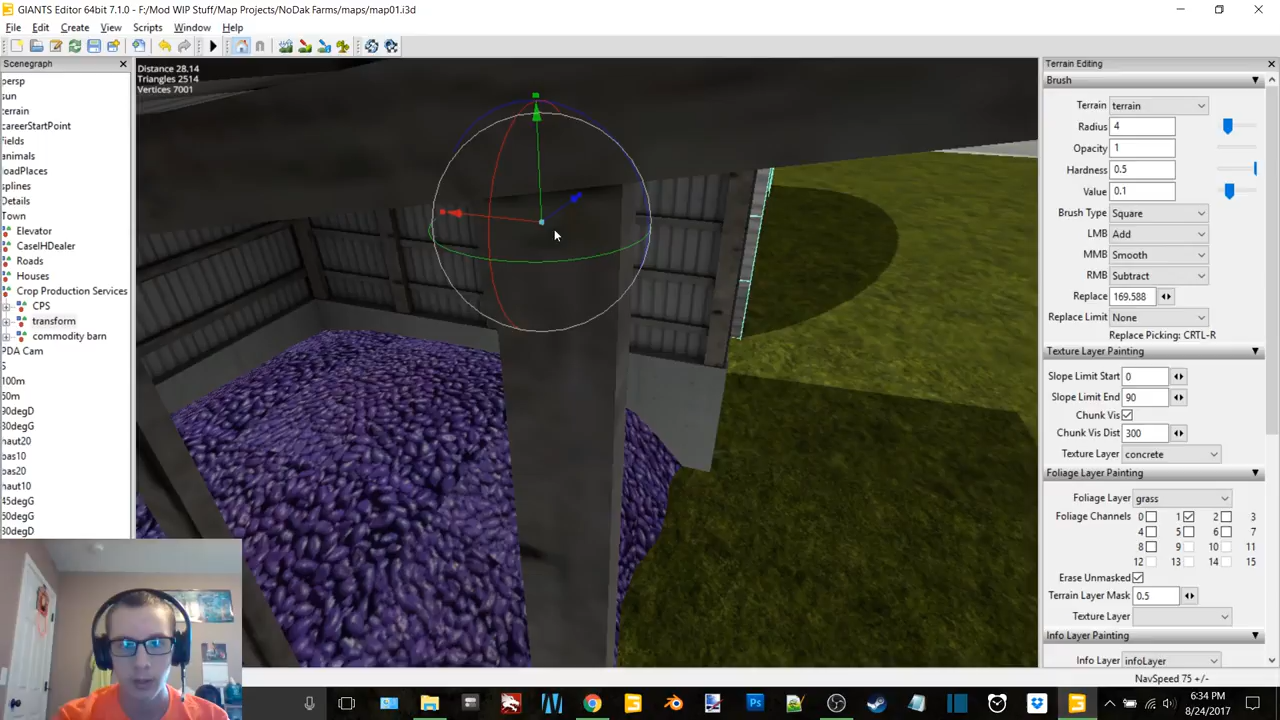 GIANTS Editor 64bit 7.1.0 - F:/Mod WIP Stuff/Map Projects/NoDak Farms/maps/map01.i3d
File Edit Create View Scripts Window Help
Scenegraph
persp
sun
terrain
careerStartPoint
fields
animals
loadPlaces
splines
Details
Town
Elevator
CaseIHDealer
Roads
Houses
Crop Production Services
CPS
transform
commodity barn
PDA Cam
S
100m
60m
90degD
30degG
haut20
bas10
bas20
haut10
45degG
60degG
30degD
Distance 28.14
Triangles 2514
Vertices 7001
Terrain Editing
Brush
Terrain terrain
Radius 4
Opacity 1
Hardness 0.5
Value 0.1
Brush Type Square
LMB Add
MMB Smooth
RMB Subtract
Replace 169.588
Replace Limit None
Replace Picking: CRTL-R
Texture Layer Painting
Slope Limit Start 0
Slope Limit End 90
Chunk Vis
Chunk Vis Dist 300
Texture Layer concrete
Foliage Layer Painting
Foliage Layer grass
Foliage Channels 0 1 2 3
4 5 6 7
8 9 10 11
12 13 14 15
Erase Unmasked
Terrain Layer Mask 0.5
Texture Layer
Info Layer Painting
Info Layer infoLayer
NavSpeed 75 +/-
6:34 PM
8/24/2017